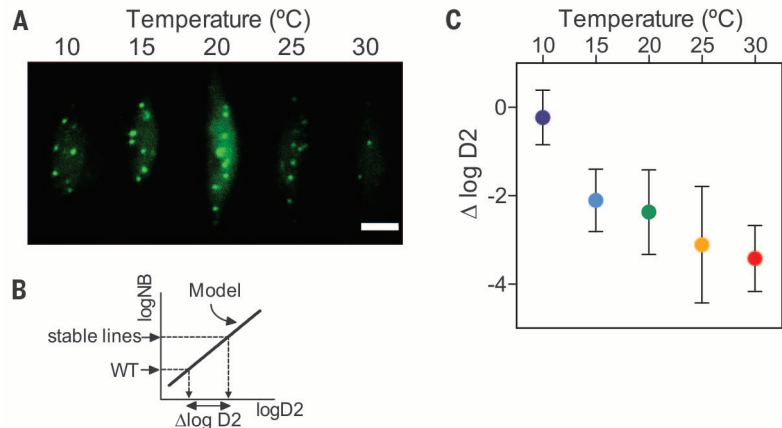 A
Temperature (ºC)
10 15 20 25 30
B
logNB
Model
stable lines
WT
logD2
Δlog D2
C
Temperature (ºC)
10 15 20 25 30
Δ log D2
0
-2
-4